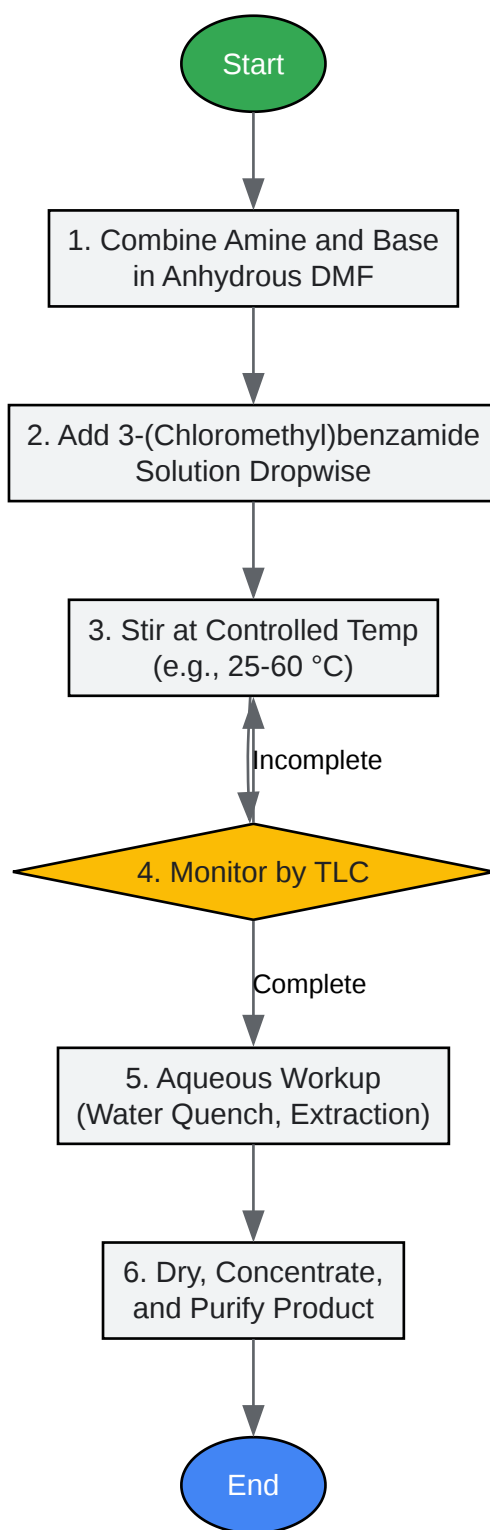 Start
1. Combine Amine and Base
in Anhydrous DMF
2. Add 3-(Chloromethyl)benzamide
Solution Dropwise
3. Stir at Controlled Temp
(e.g., 25-60 °C)
Incomplete
4. Monitor by TLC
Complete
5. Aqueous Workup
(Water Quench, Extraction)
6. Dry, Concentrate,
and Purify Product
End